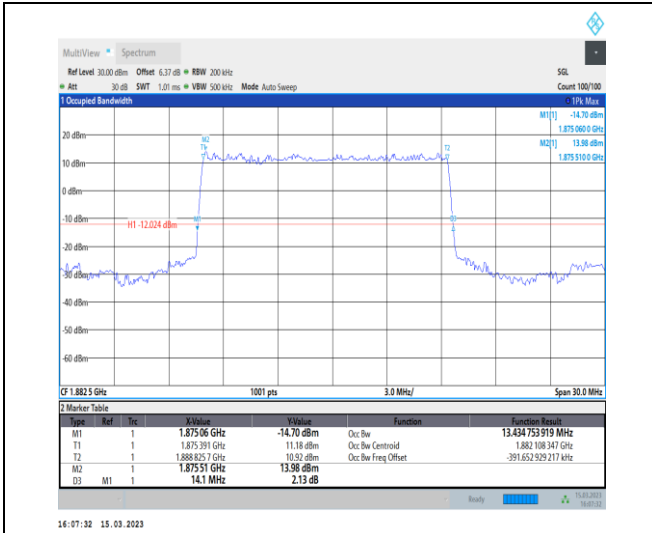 MultiView Spectrum
Ref Level 30.00 dBm Offset 6.37 dB RBW 200 kHz SGL
Att 30 dB SWT 1.01 ms VBW 500 kHz Mode Auto Sweep Count 100/100
1 Occupied Bandwidth 1Pk Max
M1[1] -14.70 dBm
1.875 060 0 GHz
M2[1] 13.98 dBm
1.875 510 0 GHz
20 dBm
M2
T1
T2
10 dBm
0 dBm
-10 dBm
H1 -12.024 dBm
M1
D3
-20 dBm
-30 dBm
-40 dBm
-50 dBm
-60 dBm
CF 1.882 5 GHz 1001 pts 3.0 MHz/ Span 30.0 MHz
2 Marker Table
Type Ref Trc X-Value Y-Value Function Function Result
M1 1 1.875 06 GHz -14.70 dBm Occ Bw 13.434 753 919 MHz
T1 1 1.875 391 GHz 11.18 dBm Occ Bw Centroid 1.882 108 347 GHz
T2 1 1.888 825 7 GHz 10.92 dBm Occ Bw Freq Offset -391.652 929 217 kHz
M2 1 1.875 51 GHz 13.98 dBm
D3 M1 1 14.1 MHz 2.13 dB
Ready 15.03.2023
16:07:32
16:07:32 15.03.2023